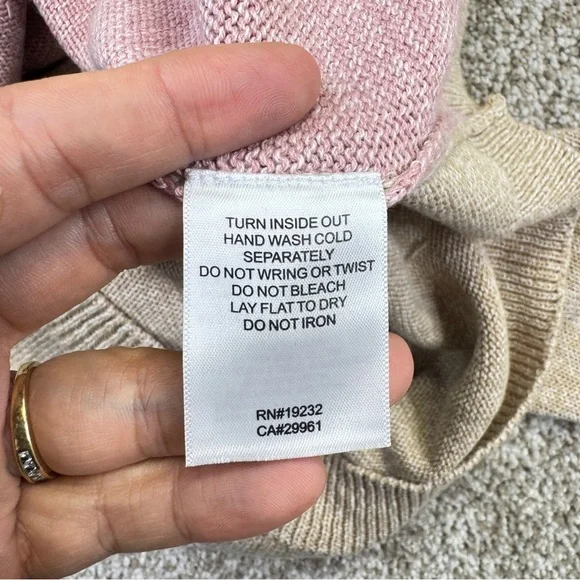 TURN INSIDE OUT
HAND WASH COLD
SEPARATELY
DO NOT WRING OR TWIST
DO NOT BLEACH
LAY FLAT TO DRY
DO NOT IRON
RN#19232
CA#29961